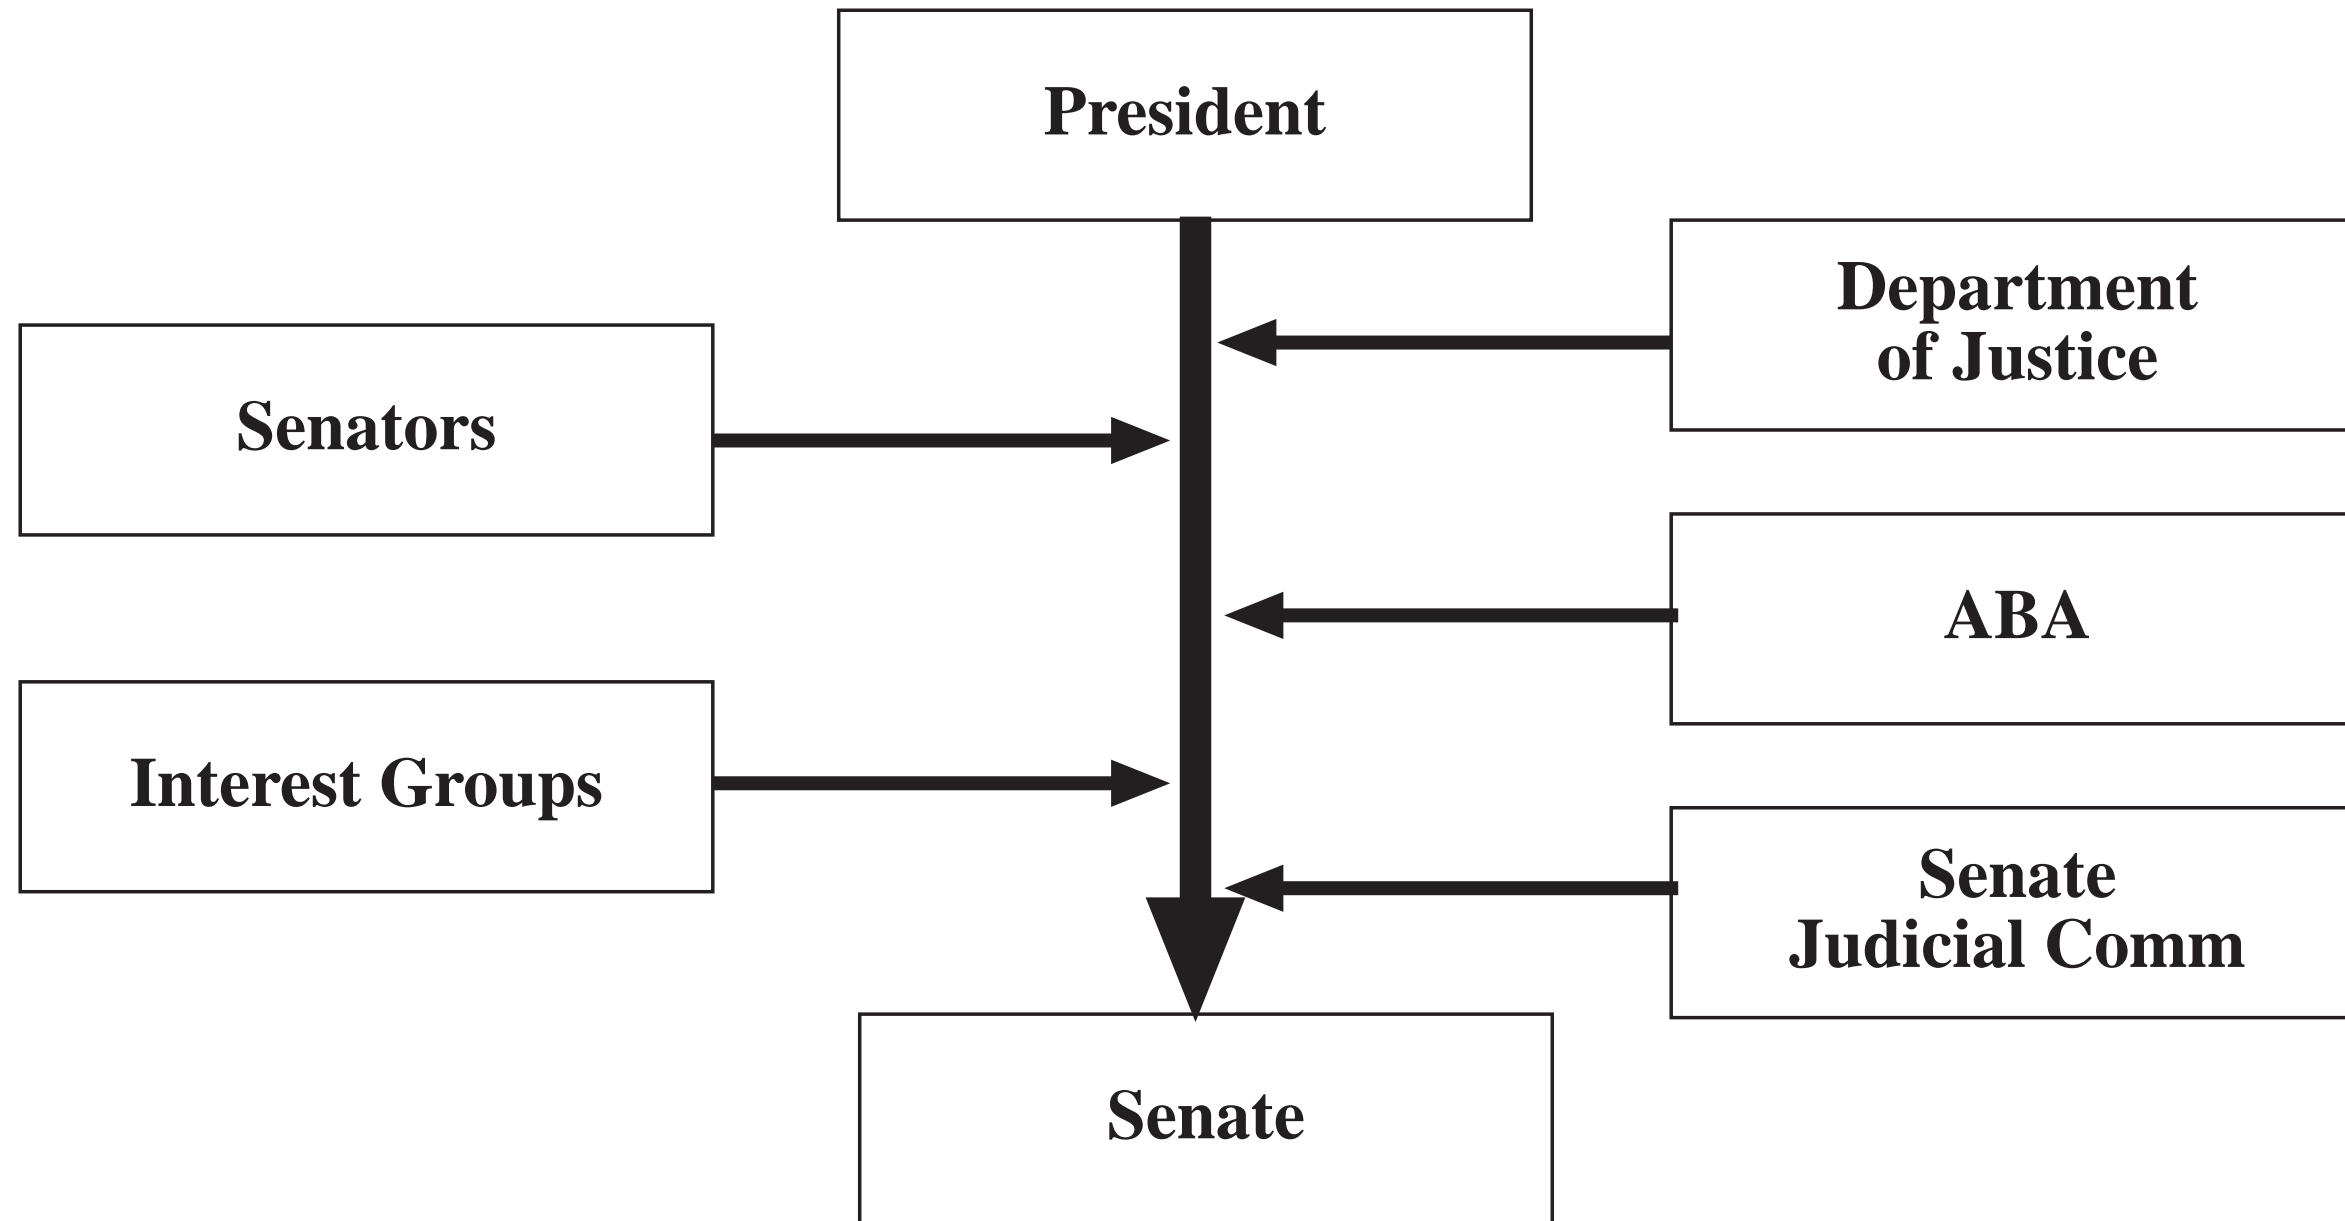 President
Department
of Justice
Senators
ABA
Interest Groups
Senate
Judicial Comm
Senate